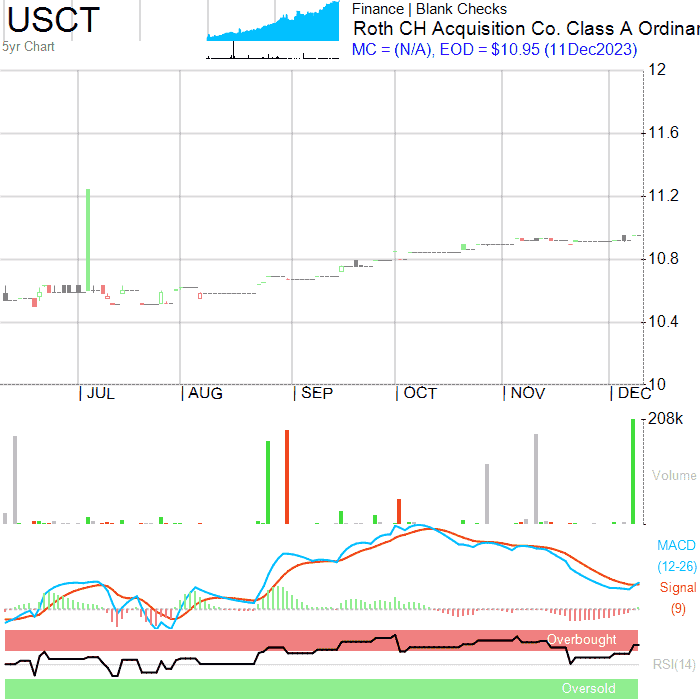 USCT
5yr Chart
Finance | Blank Checks
Roth CH Acquisition Co. Class A Ordinar
MC = (N/A), EOD = $10.95 (11Dec2023)
12
11.6
11.2
10.8
10.4
10
| JUL
| AUG
| SEP
| OCT
| NOV
| DEC
208k
Volume
MACD
(12-26)
Signal
(9)
Overbought
RSI(14)
Oversold